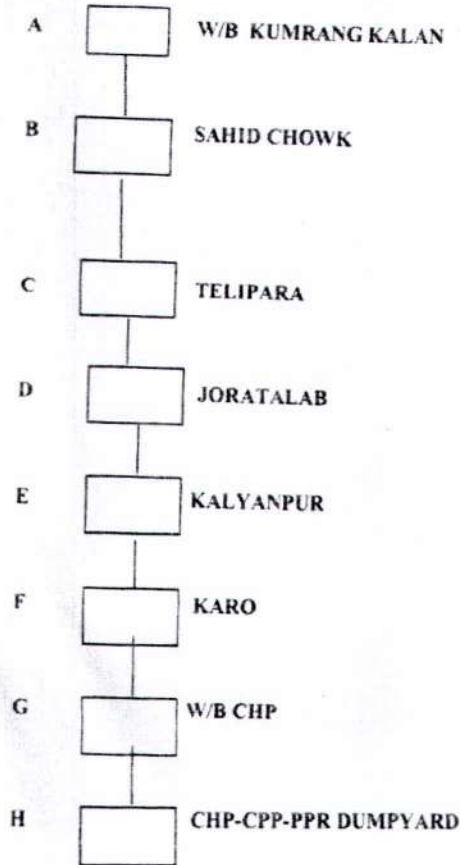 A W/B KUMRANG KALAN
B SAHID CHOWK
C TELIPARA
D JORATALAB
E KALYANPUR
F KARO
G W/B CHP
H CHP-CPP-PPR DUMPYARD